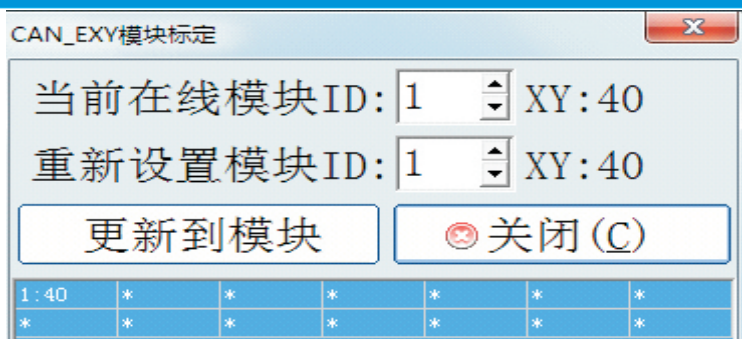 CAN_EXY模块标定
当前在线模块ID: 1 XY:40
重新设置模块ID: 1 XY:40
更新到模块 关闭(C)
1:40 * * * * * *
* * * * * * *